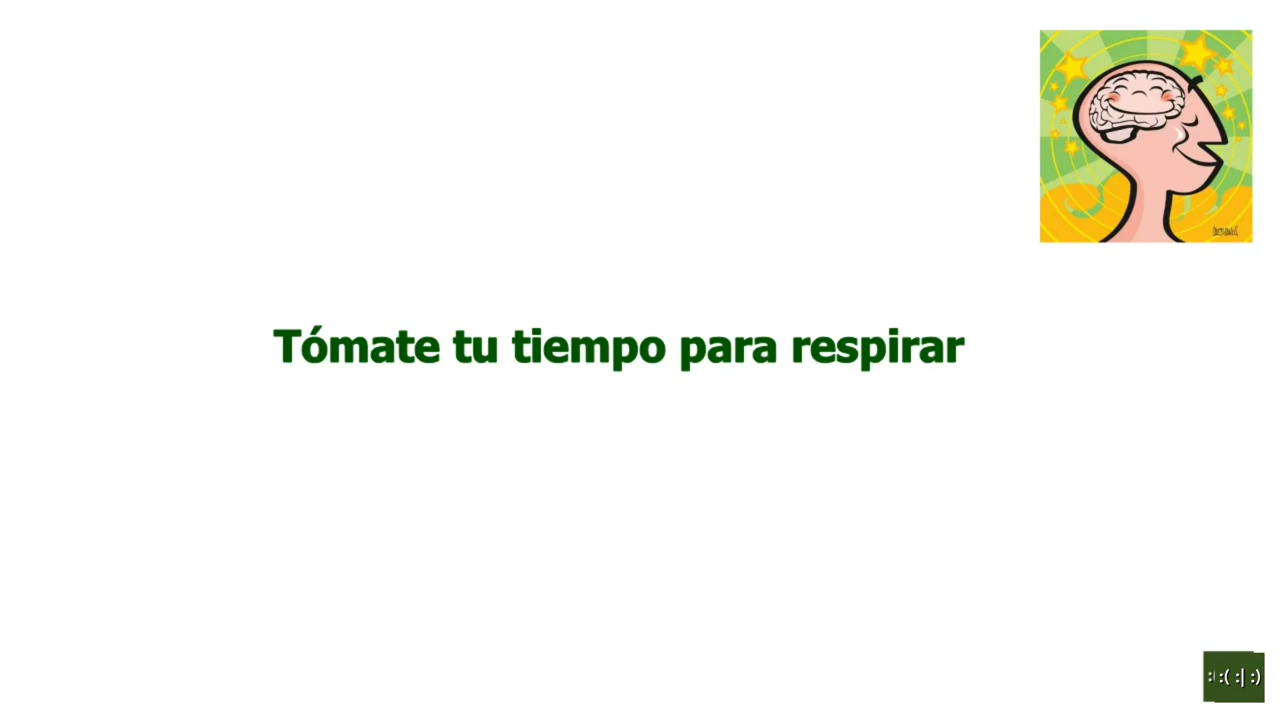 Tómate tu tiempo para respirar
:( :| :)